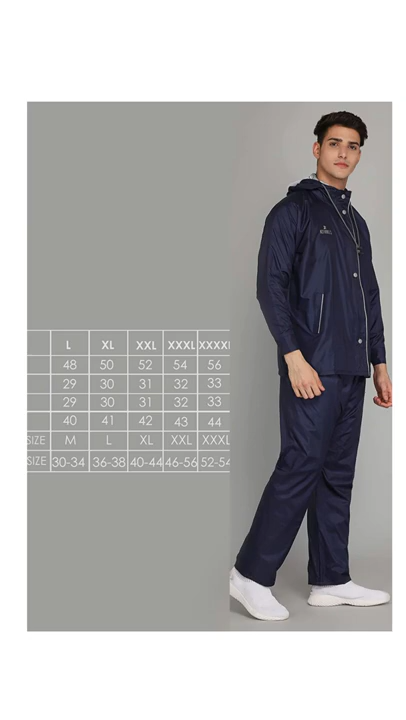 L XL XXL XXXL XXXXL
48 50 52 54 56
29 30 31 32 33
29 30 31 32 33
40 41 42 43 44
SIZE M L XL XXL XXXL
SIZE 30-34 36-38 40-44 46-56 52-54